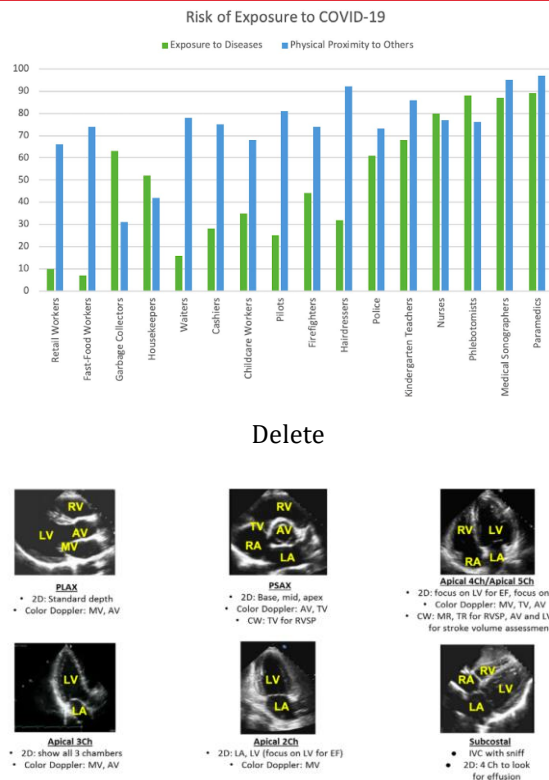 Risk of Exposure to COVID-19
Exposure to Diseases Physical Proximity to Others
100
90
80
70
60
50
40
30
20
10
0
Retail Workers
Fast-Food Workers
Garbage Collectors
Housekeepers
Waiters
Cashiers
Childcare Workers
Pilots
Firefighters
Hairdressers
Police
Kindergarten Teachers
Nurses
Phlebotomists
Medical Sonographers
Paramedics
Delete
RV
LV AV
MV
PLAX
• 2D: Standard depth
• Color Doppler: MV, AV
RV
TV AV
RA
LA
PSAX
• 2D: Base, mid, apex
• Color Doppler: AV, TV
• CW: TV for RVSP
RV LV
RA LA
Apical 4Ch/Apical 5Ch
• 2D: focus on LV for EF, focus on
• Color Doppler: MV, TV, AV
• CW: MR, TR for RVSP, AV and LV
for stroke volume assessmen
LV
LA
Apical 3Ch
• 2D: show all 3 chambers
• Color Doppler: MV, AV
LV
LA
Apical 2Ch
• 2D: LA, LV (focus on LV for EF)
• Color Doppler: MV
RV
RA
LV
LA
Subcostal
● IVC with sniff
● 2D: 4 Ch to look
for effusion